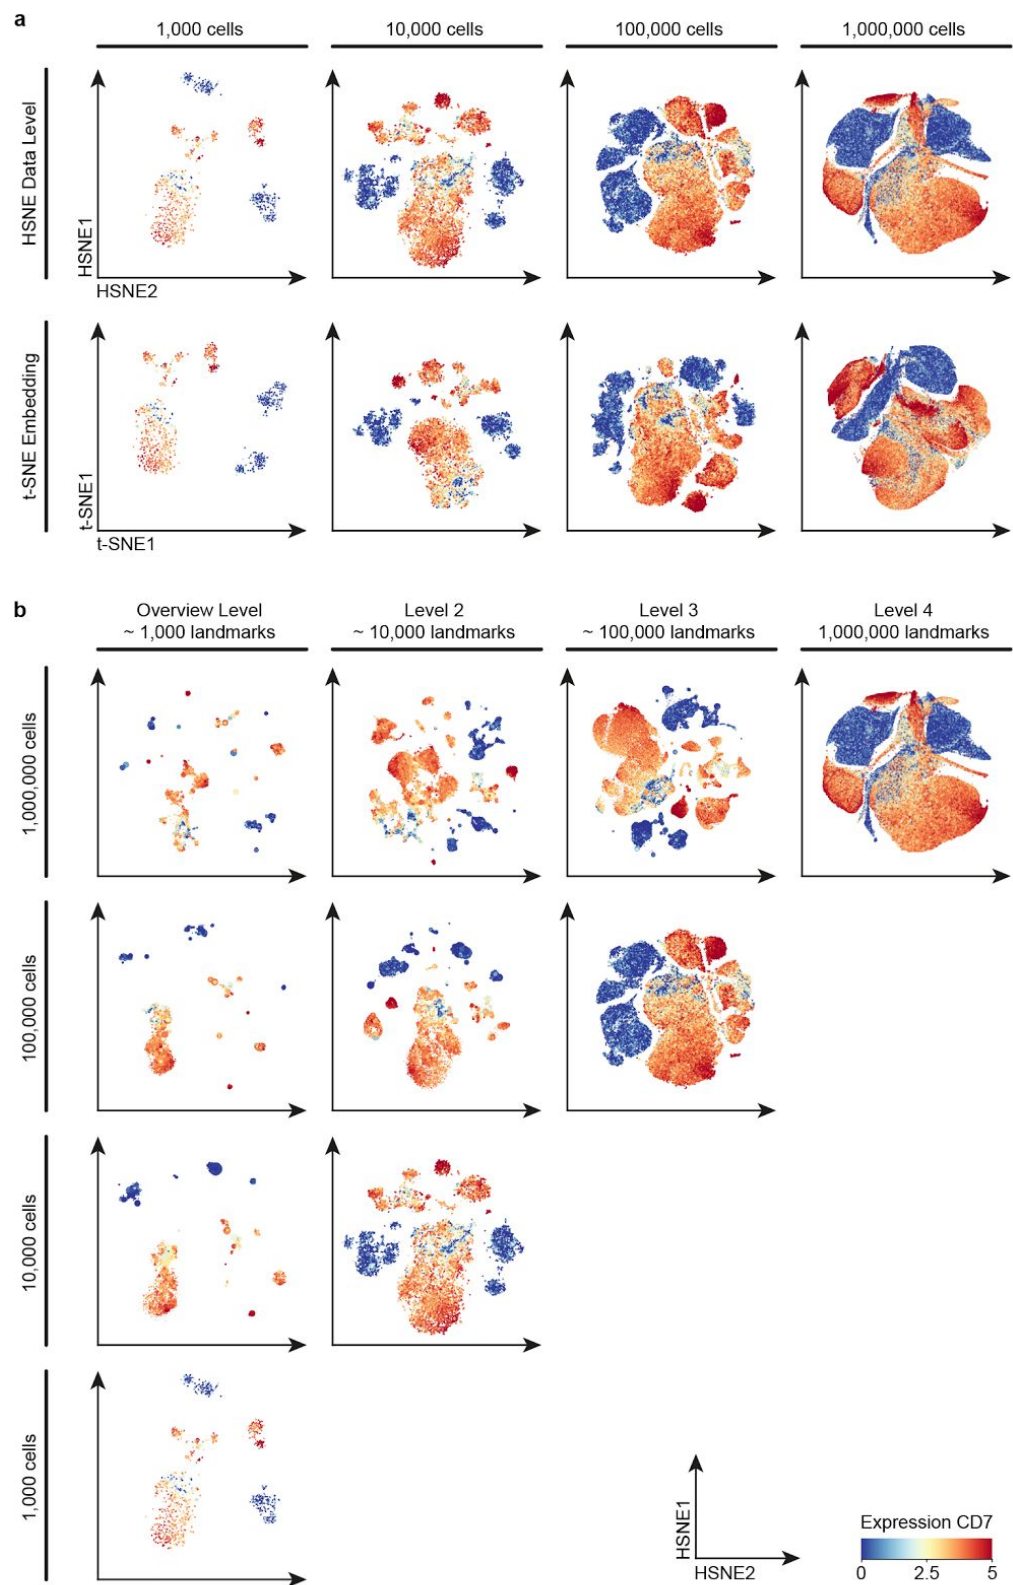 a
1,000 cells
10,000 cells
100,000 cells
1,000,000 cells
HSNE Data Level
HSNE1
HSNE2
t-SNE Embedding
t-SNE1
t-SNE1
b
Overview Level
~ 1,000 landmarks
Level 2
~ 10,000 landmarks
Level 3
~ 100,000 landmarks
Level 4
1,000,000 landmarks
1,000,000 cells
100,000 cells
10,000 cells
1,000 cells
HSNE1
HSNE2
Expression CD7
0 2.5 5